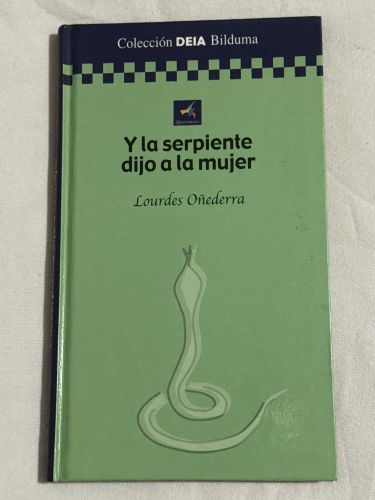 Colección DEIA Bilduma
Y la serpiente
dijo a la mujer
Lourdes Oñederra